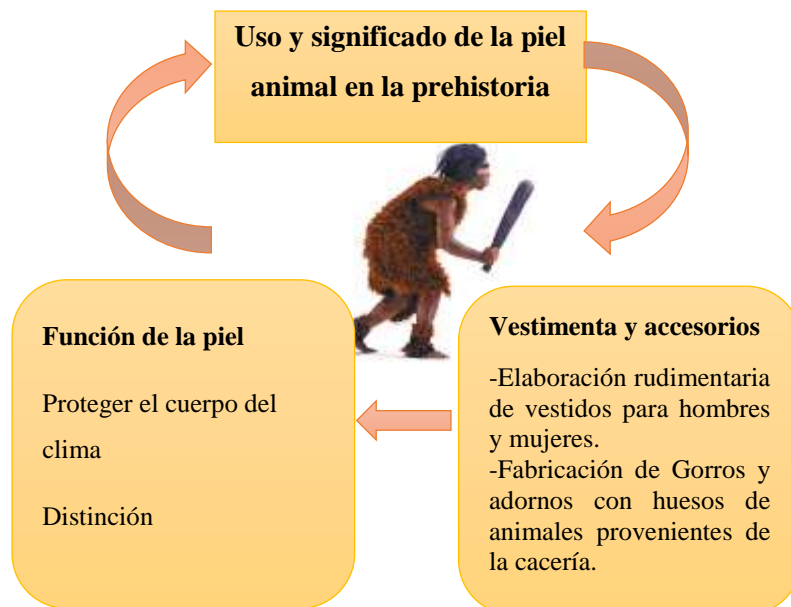 Uso y significado de la piel
animal en la prehistoria
Función de la piel
Proteger el cuerpo del
clima
Distinción
Vestimenta y accesorios
-Elaboración rudimentaria
de vestidos para hombres
y mujeres.
-Fabricación de Gorros y
adornos con huesos de
animales provenientes de
la cacería.